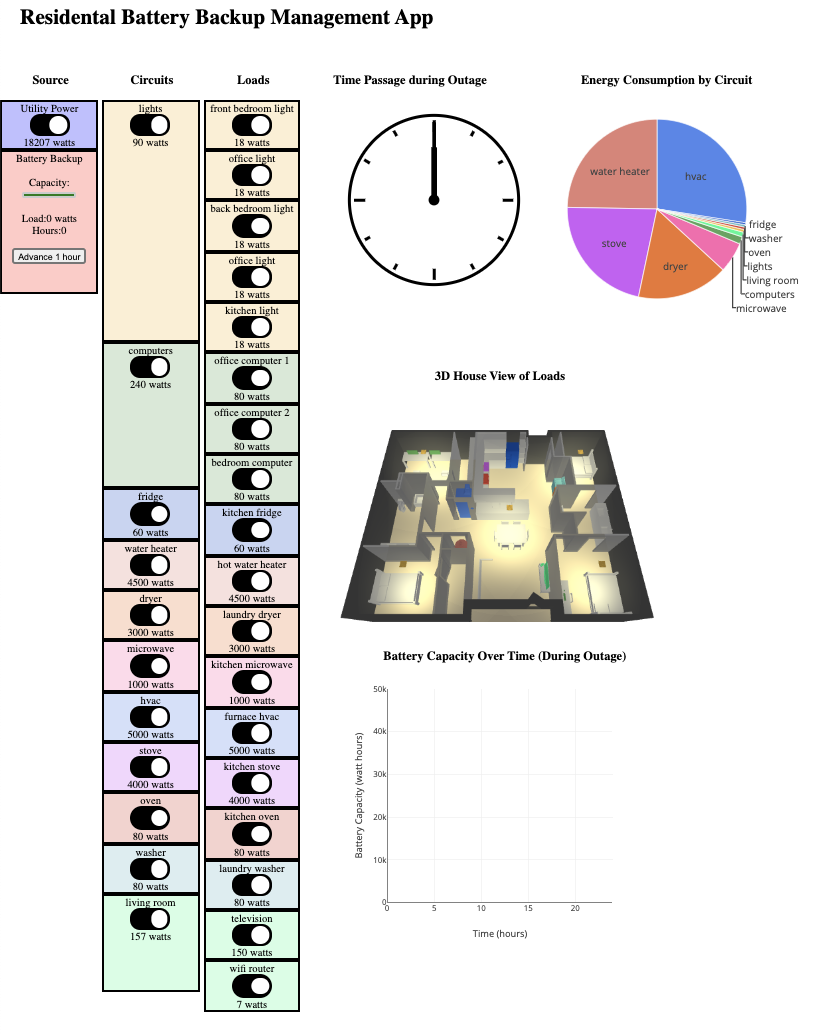 Residential Battery Backup Management App
Source
Utility Power
18207 watts
Battery Backup
Capacity:
Load:0 watts
Hours:0
Advance 1 hour
Circuits
lights
90 watts
computers
240 watts
fridge
60 watts
water heater
4500 watts
dryer
3000 watts
microwave
1000 watts
hvac
5000 watts
stove
4000 watts
oven
80 watts
washer
80 watts
living room
157 watts
Loads
front bedroom light
18 watts
office light
18 watts
back bedroom light
18 watts
office light
18 watts
kitchen light
18 watts
office computer 1
80 watts
office computer 2
80 watts
bedroom computer
80 watts
kitchen fridge
60 watts
hot water heater
4500 watts
laundry dryer
3000 watts
kitchen microwave
1000 watts
furnace hvac
5000 watts
kitchen stove
4000 watts
kitchen oven
80 watts
laundry washer
80 watts
television
150 watts
wifi router
7 watts
Time Passage during Outage
Energy Consumption by Circuit
water heater
hvac
stove
dryer
fridge
washer
oven
lights
living room
computers
microwave
3D House View of Loads
Battery Capacity Over Time (During Outage)
Battery Capacity (watt hours)
50k
40k
30k
20k
10k
0
0 5 10 15 20
Time (hours)